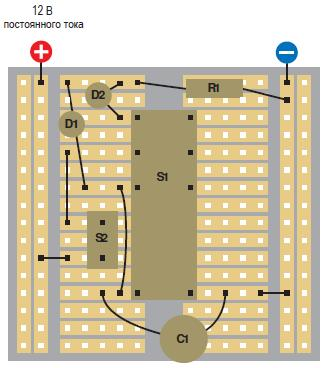 12 В
постоянного тока
+
−
D2
R1
D1
S1
S2
C1